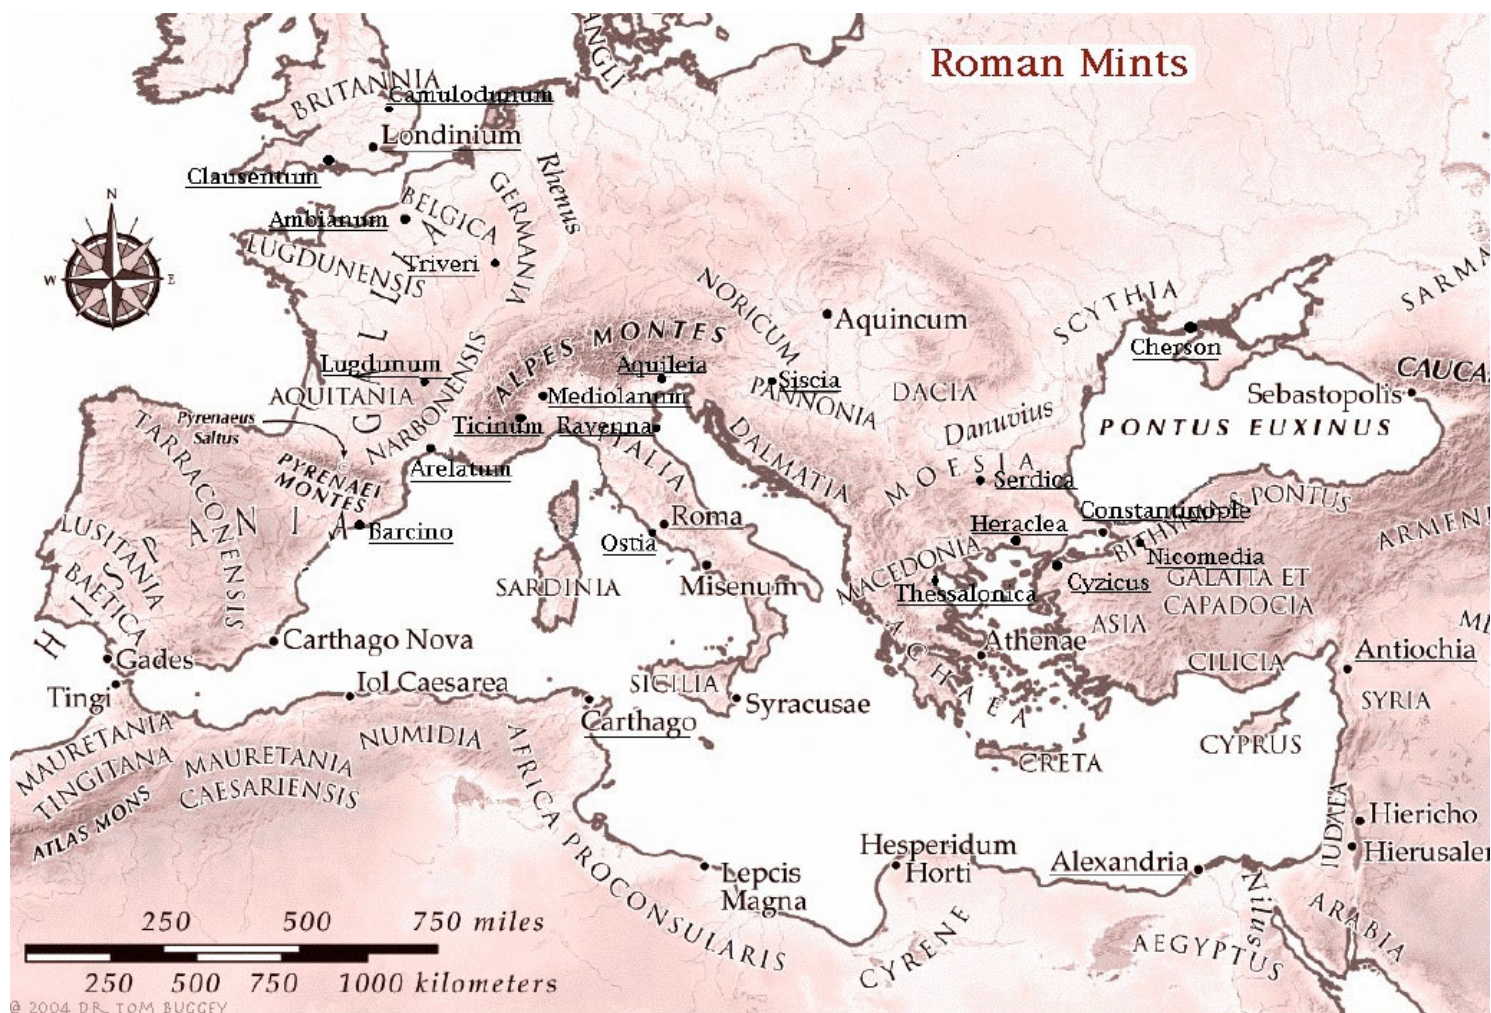 Roman Mints
ANGLI
BRITANNIA
Camulodunum
Londinium
Clausentum
Rhenus
GERMANIA
BELGICA
Ambianum
LUGDUNENSIS
Triveri
GALLIA
N
W
E
NORICUM
Aquincum
SCYTHIA
SARMA
Cherson
ALPES MONTES
Lugdunum
Aquileia
Siscia
PANNONIA
DACIA
CAUCA
Sebastopolis
AQUITANIA
NARBONENSIS
Mediolanum
Ticinum
Ravenna
Danuvius
PONTUS EUXINUS
Pyrenaeus
Saltus
TARRACONENSIS
PYRENAEI
MONTES
Arelatum
ITALIA
DALMATIA
MOESIA
Serdica
Constantinople
BITHYNIA & PONTUS
ARMENI
HISPANIA
LUSITANIA
BAETICA
Barcino
Roma
Ostia
Misenum
SARDINIA
Heraclea
MACEDONIA
Thessalonica
Nicomedia
Cyzicus
GALATIA ET
CAPADOCIA
ASIA
ME
Carthago Nova
Gades
Tingi
Iol Caesarea
SICILIA
Syracusae
Carthago
ACHAEA
Athenae
CILICIA
Antiochia
SYRIA
CYPRUS
CRETA
MAURETANIA
TINGITANA
ATLAS MONS
MAURETANIA
CAESARIENSIS
NUMIDIA
AFRICA PROCONSULARIS
Lepcis
Magna
Hesperidum
Horti
CYRENE
Alexandria
Nilus
AEGYPTUS
IUDAEA
Hiericho
Hierusale
ARABIA
250 500 750 miles
250 500 750 1000 kilometers
@ 2004 DR TOM BUGGEY